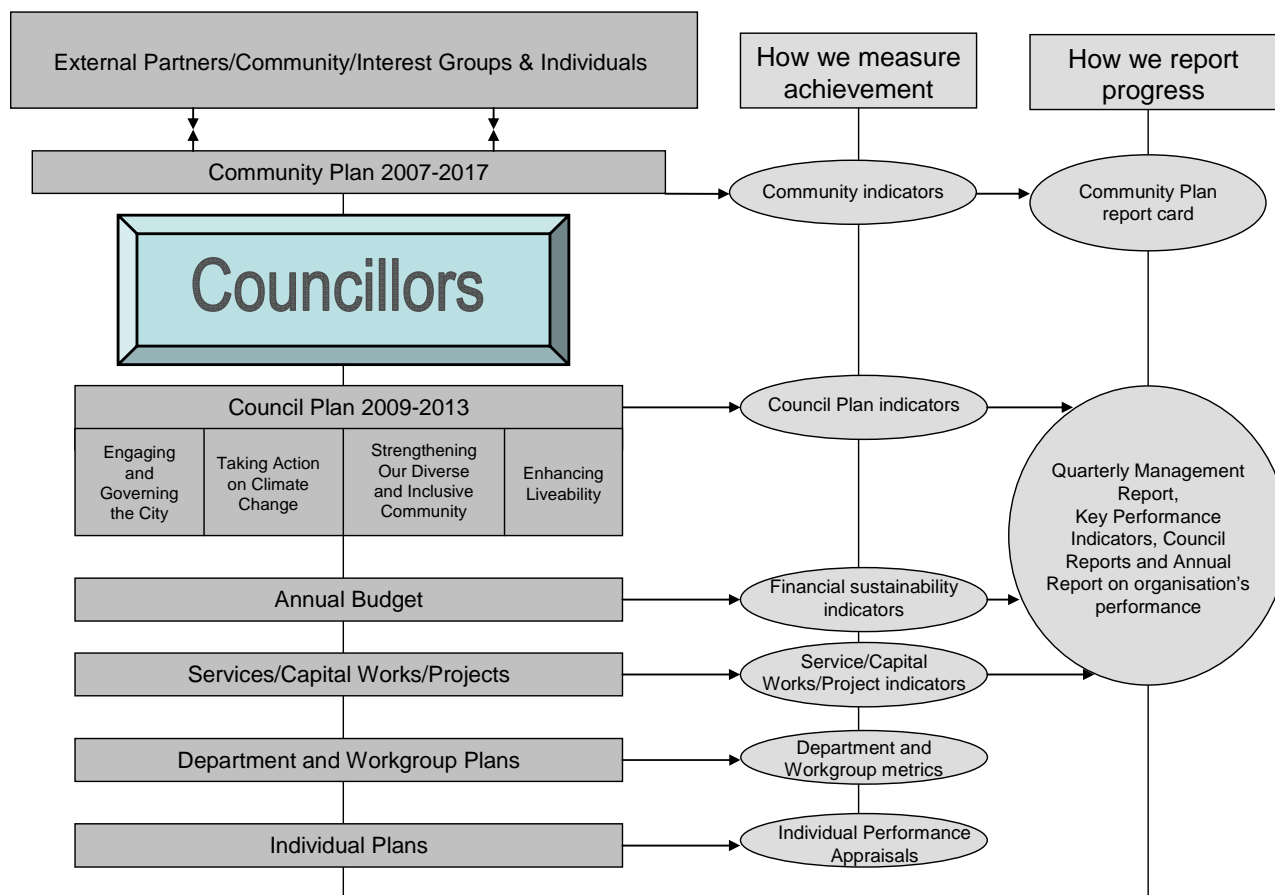 External Partners/Community/Interest Groups & Individuals
How we measure
achievement
How we report
progress
Community Plan 2007-2017
Community indicators
Community Plan
report card
Councillors
Council Plan 2009-2013
Council Plan indicators
Engaging
and
Governing
the City
Taking Action
on Climate
Change
Strengthening
Our Diverse
and Inclusive
Community
Enhancing
Liveability
Quarterly Management
Report,
Key Performance
Indicators, Council
Reports and Annual
Report on organisation's
performance
Annual Budget
Financial sustainability
indicators
Services/Capital Works/Projects
Service/Capital
Works/Project indicators
Department and Workgroup Plans
Department and
Workgroup metrics
Individual Plans
Individual Performance
Appraisals